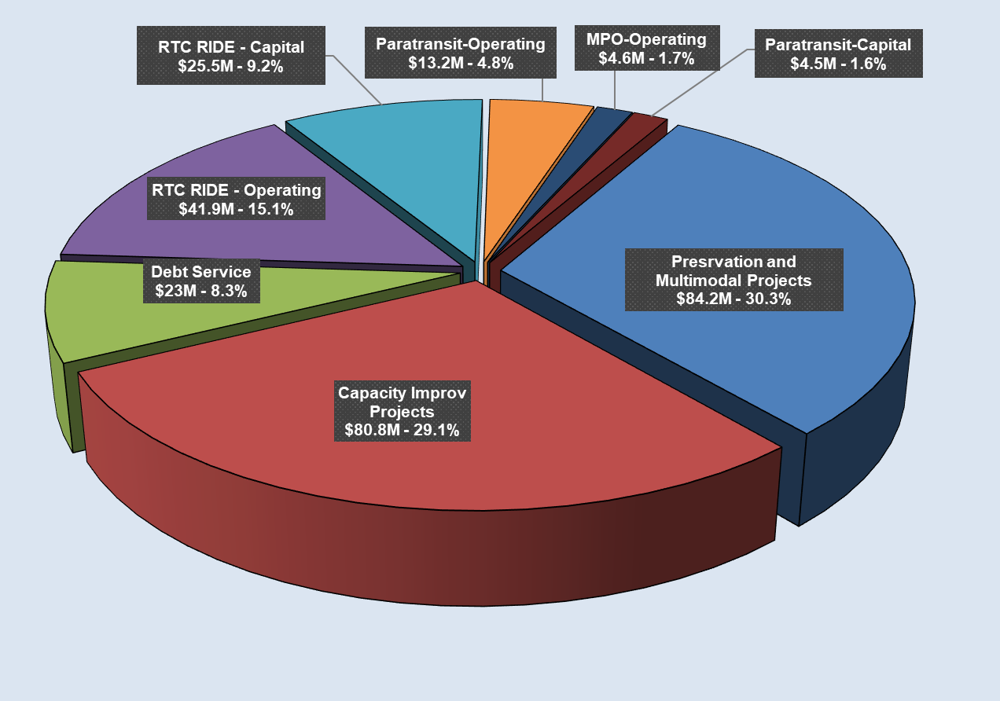 RTC RIDE - Capital
$25.5M - 9.2%
Paratransit-Operating
$13.2M - 4.8%
MPO-Operating
$4.6M - 1.7%
Paratransit-Capital
$4.5M - 1.6%
RTC RIDE - Operating
$41.9M - 15.1%
Debt Service
$23M - 8.3%
Presrvation and
Multimodal Projects
$84.2M - 30.3%
Capacity Improv
Projects
$80.8M - 29.1%